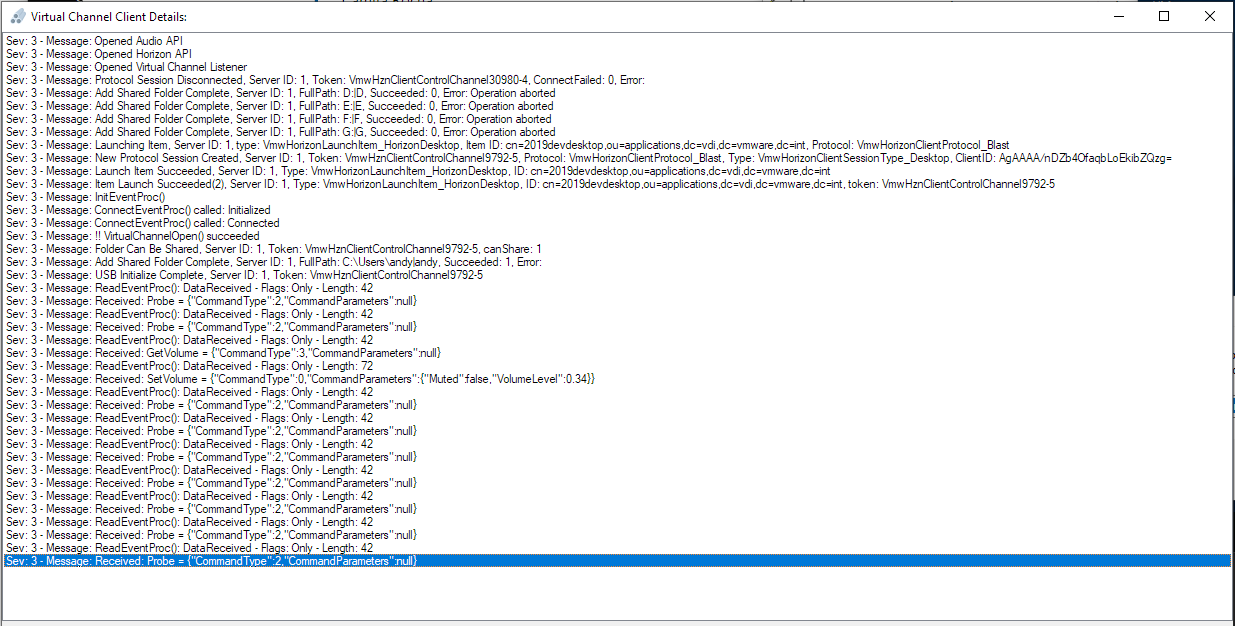 Virtual Channel Client Details:
Sev: 3 - Message: Opened Audio API
Sev: 3 - Message: Opened Horizon API
Sev: 3 - Message: Opened Virtual Channel Listener
Sev: 3 - Message: Protocol Session Disconnected, Server ID: 1, Token: VmwHznClientControlChannel30980-4, ConnectFailed: 0, Error:
Sev: 3 - Message: Add Shared Folder Complete, Server ID: 1, FullPath: D:|D, Succeeded: 0, Error: Operation aborted
Sev: 3 - Message: Add Shared Folder Complete, Server ID: 1, FullPath: E:|E, Succeeded: 0, Error: Operation aborted
Sev: 3 - Message: Add Shared Folder Complete, Server ID: 1, FullPath: F:|F, Succeeded: 0, Error: Operation aborted
Sev: 3 - Message: Add Shared Folder Complete, Server ID: 1, FullPath: G:|G, Succeeded: 0, Error: Operation aborted
Sev: 3 - Message: Launching Item, Server ID: 1, type: VmwHorizonLaunchItem_HorizonDesktop, Item ID: cn=2019devdesktop,ou=applications,dc=vdi,dc=vmware,dc=int, Protocol: VmwHorizonClientProtocol_Blast
Sev: 3 - Message: New Protocol Session Created, Server ID: 1, Token: VmwHznClientControlChannel9792-5, Protocol: VmwHorizonClientProtocol_Blast, Type: VmwHorizonClientSessionType_Desktop, ClientID: AgAAAA/nDZb4OfaqbLoEkibZQzg=
Sev: 3 - Message: Launch Item Succeeded, Server ID: 1, Type: VmwHorizonLaunchItem_HorizonDesktop, ID: cn=2019devdesktop,ou=applications,dc=vdi,dc=vmware,dc=int
Sev: 3 - Message: Item Launch Succeeded(2), Server ID: 1, Type: VmwHorizonLaunchItem_HorizonDesktop, ID: cn=2019devdesktop,ou=applications,dc=vdi,dc=vmware,dc=int, token: VmwHznClientControlChannel9792-5
Sev: 3 - Message: InitEventProc()
Sev: 3 - Message: ConnectEventProc() called: Initialized
Sev: 3 - Message: ConnectEventProc() called: Connected
Sev: 3 - Message: !! VirtualChannelOpen() succeeded
Sev: 3 - Message: Folder Can Be Shared, Server ID: 1, Token: VmwHznClientControlChannel9792-5, canShare: 1
Sev: 3 - Message: Add Shared Folder Complete, Server ID: 1, FullPath: C:\Users\andy|andy, Succeeded: 1, Error:
Sev: 3 - Message: USB Initialize Complete, Server ID: 1, Token: VmwHznClientControlChannel9792-5
Sev: 3 - Message: ReadEventProc(): DataReceived - Flags: Only - Length: 42
Sev: 3 - Message: Received: Probe = {"CommandType":2,"CommandParameters":null}
Sev: 3 - Message: ReadEventProc(): DataReceived - Flags: Only - Length: 42
Sev: 3 - Message: Received: Probe = {"CommandType":2,"CommandParameters":null}
Sev: 3 - Message: ReadEventProc(): DataReceived - Flags: Only - Length: 42
Sev: 3 - Message: Received: GetVolume = {"CommandType":3,"CommandParameters":null}
Sev: 3 - Message: ReadEventProc(): DataReceived - Flags: Only - Length: 72
Sev: 3 - Message: Received: SetVolume = {"CommandType":0,"CommandParameters":{"Muted":false,"VolumeLevel":0.34}}
Sev: 3 - Message: ReadEventProc(): DataReceived - Flags: Only - Length: 42
Sev: 3 - Message: Received: Probe = {"CommandType":2,"CommandParameters":null}
Sev: 3 - Message: ReadEventProc(): DataReceived - Flags: Only - Length: 42
Sev: 3 - Message: Received: Probe = {"CommandType":2,"CommandParameters":null}
Sev: 3 - Message: ReadEventProc(): DataReceived - Flags: Only - Length: 42
Sev: 3 - Message: Received: Probe = {"CommandType":2,"CommandParameters":null}
Sev: 3 - Message: ReadEventProc(): DataReceived - Flags: Only - Length: 42
Sev: 3 - Message: Received: Probe = {"CommandType":2,"CommandParameters":null}
Sev: 3 - Message: ReadEventProc(): DataReceived - Flags: Only - Length: 42
Sev: 3 - Message: Received: Probe = {"CommandType":2,"CommandParameters":null}
Sev: 3 - Message: ReadEventProc(): DataReceived - Flags: Only - Length: 42
Sev: 3 - Message: Received: Probe = {"CommandType":2,"CommandParameters":null}
Sev: 3 - Message: ReadEventProc(): DataReceived - Flags: Only - Length: 42
Sev: 3 - Message: Received: Probe = {"CommandType":2,"CommandParameters":null}